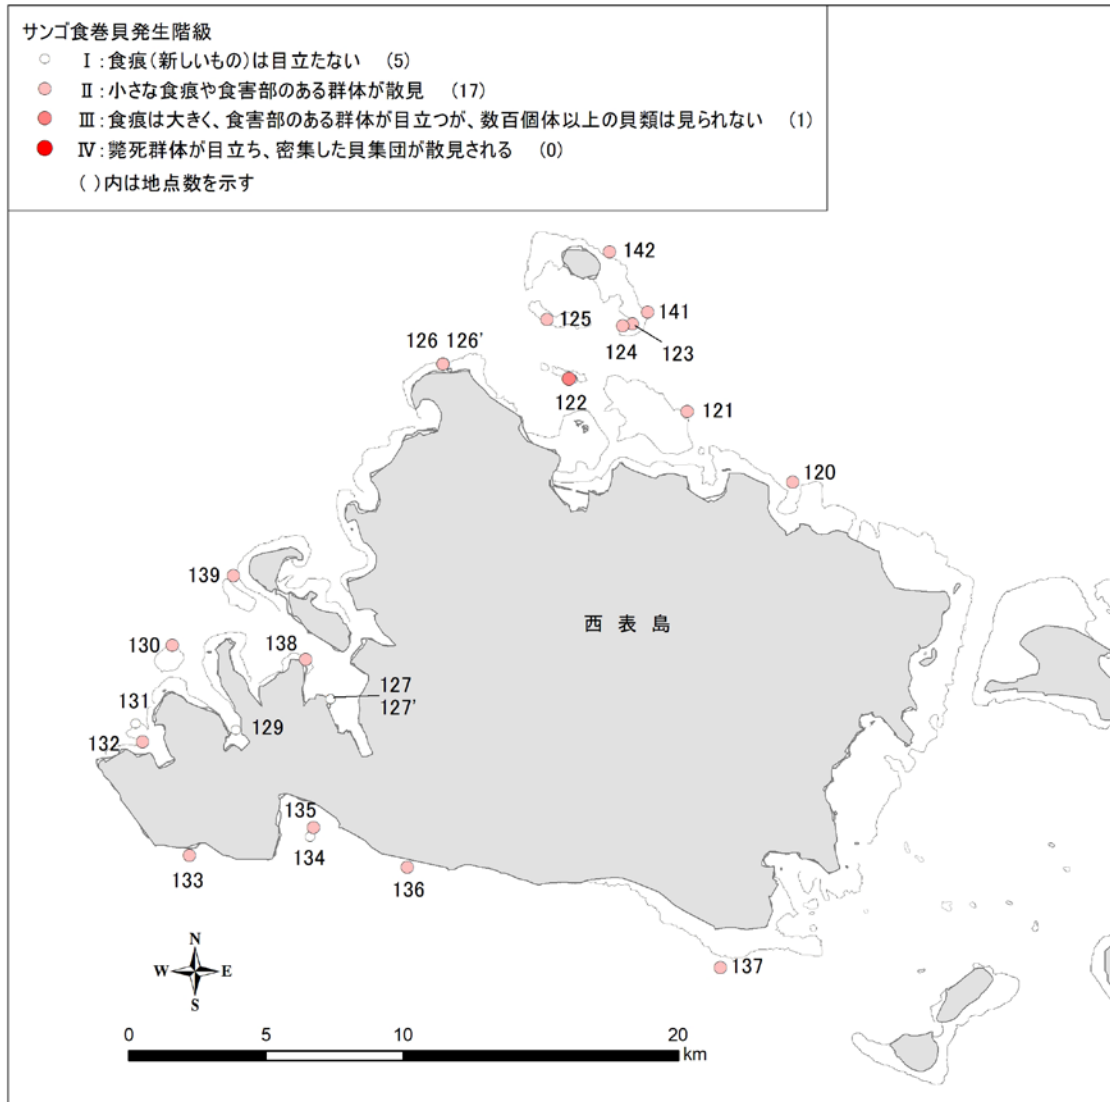 サンゴ食巻貝発生階級
Ⅰ：食痕（新しいもの）は目立たない （5）
Ⅱ：小さな食痕や食害部のある群体が散見 （17）
Ⅲ：食痕は大きく、食害部のある群体が目立つが、数百個体以上の貝類は見られない （1）
Ⅳ：斃死群体が目立ち、密集した貝集団が散見される （0）
（ ）内は地点数を示す
142
141
125
124
123
126 126'
122
121
120
139
西 表 島
130
138
127
127'
131
129
132
135
134
133
136
137
N
W E
S
0 5 10 20
km